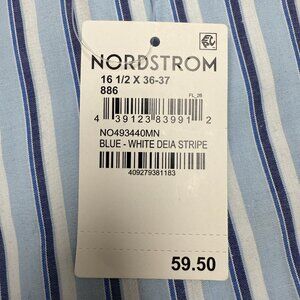 NORDSTROM
16 1/2 X 36-37
886
FL_26
4 39123 83991 2
NO493440MN
BLUE - WHITE DEIA STRIPE
409279381183
59.50